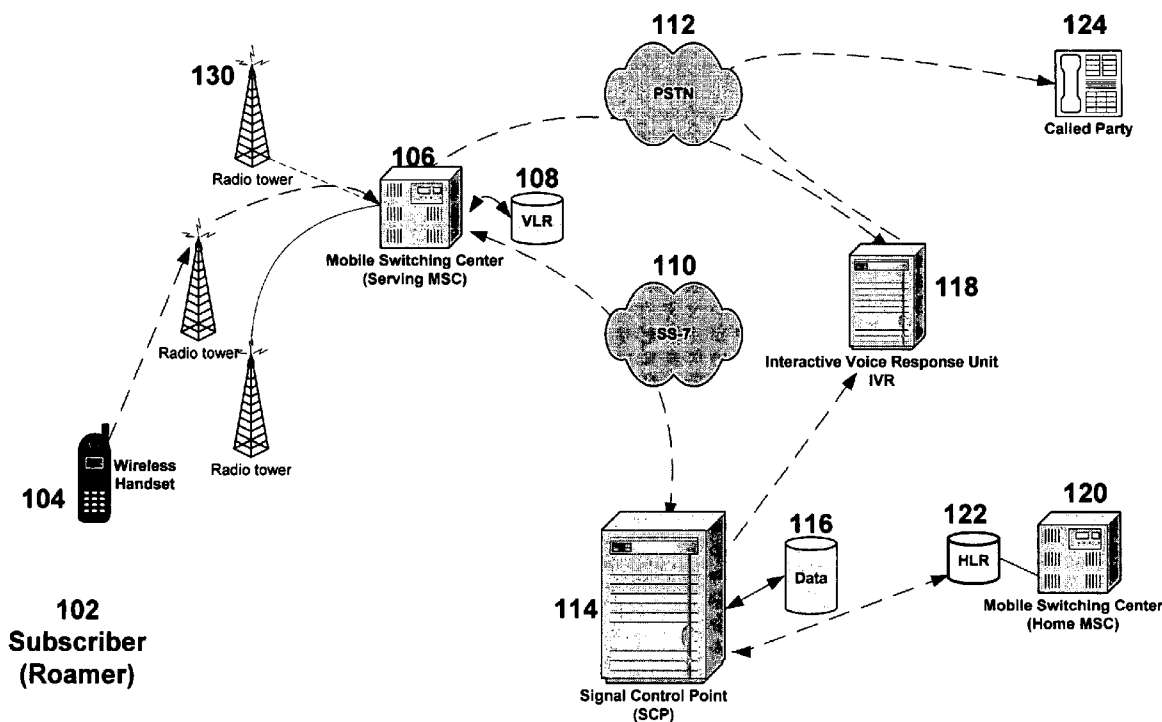 112
124
130
PSTN
Called Party
106
Radio tower
108
VLR
Mobile Switching Center
(Serving MSC)
110
118
SS-7
Radio tower
Interactive Voice Response Unit
IVR
Radio tower
Wireless
Handset
104
116
122
120
HLR
Data
114
Mobile Switching Center
(Home MSC)
102
Subscriber
(Roamer)
Signal Control Point
(SCP)